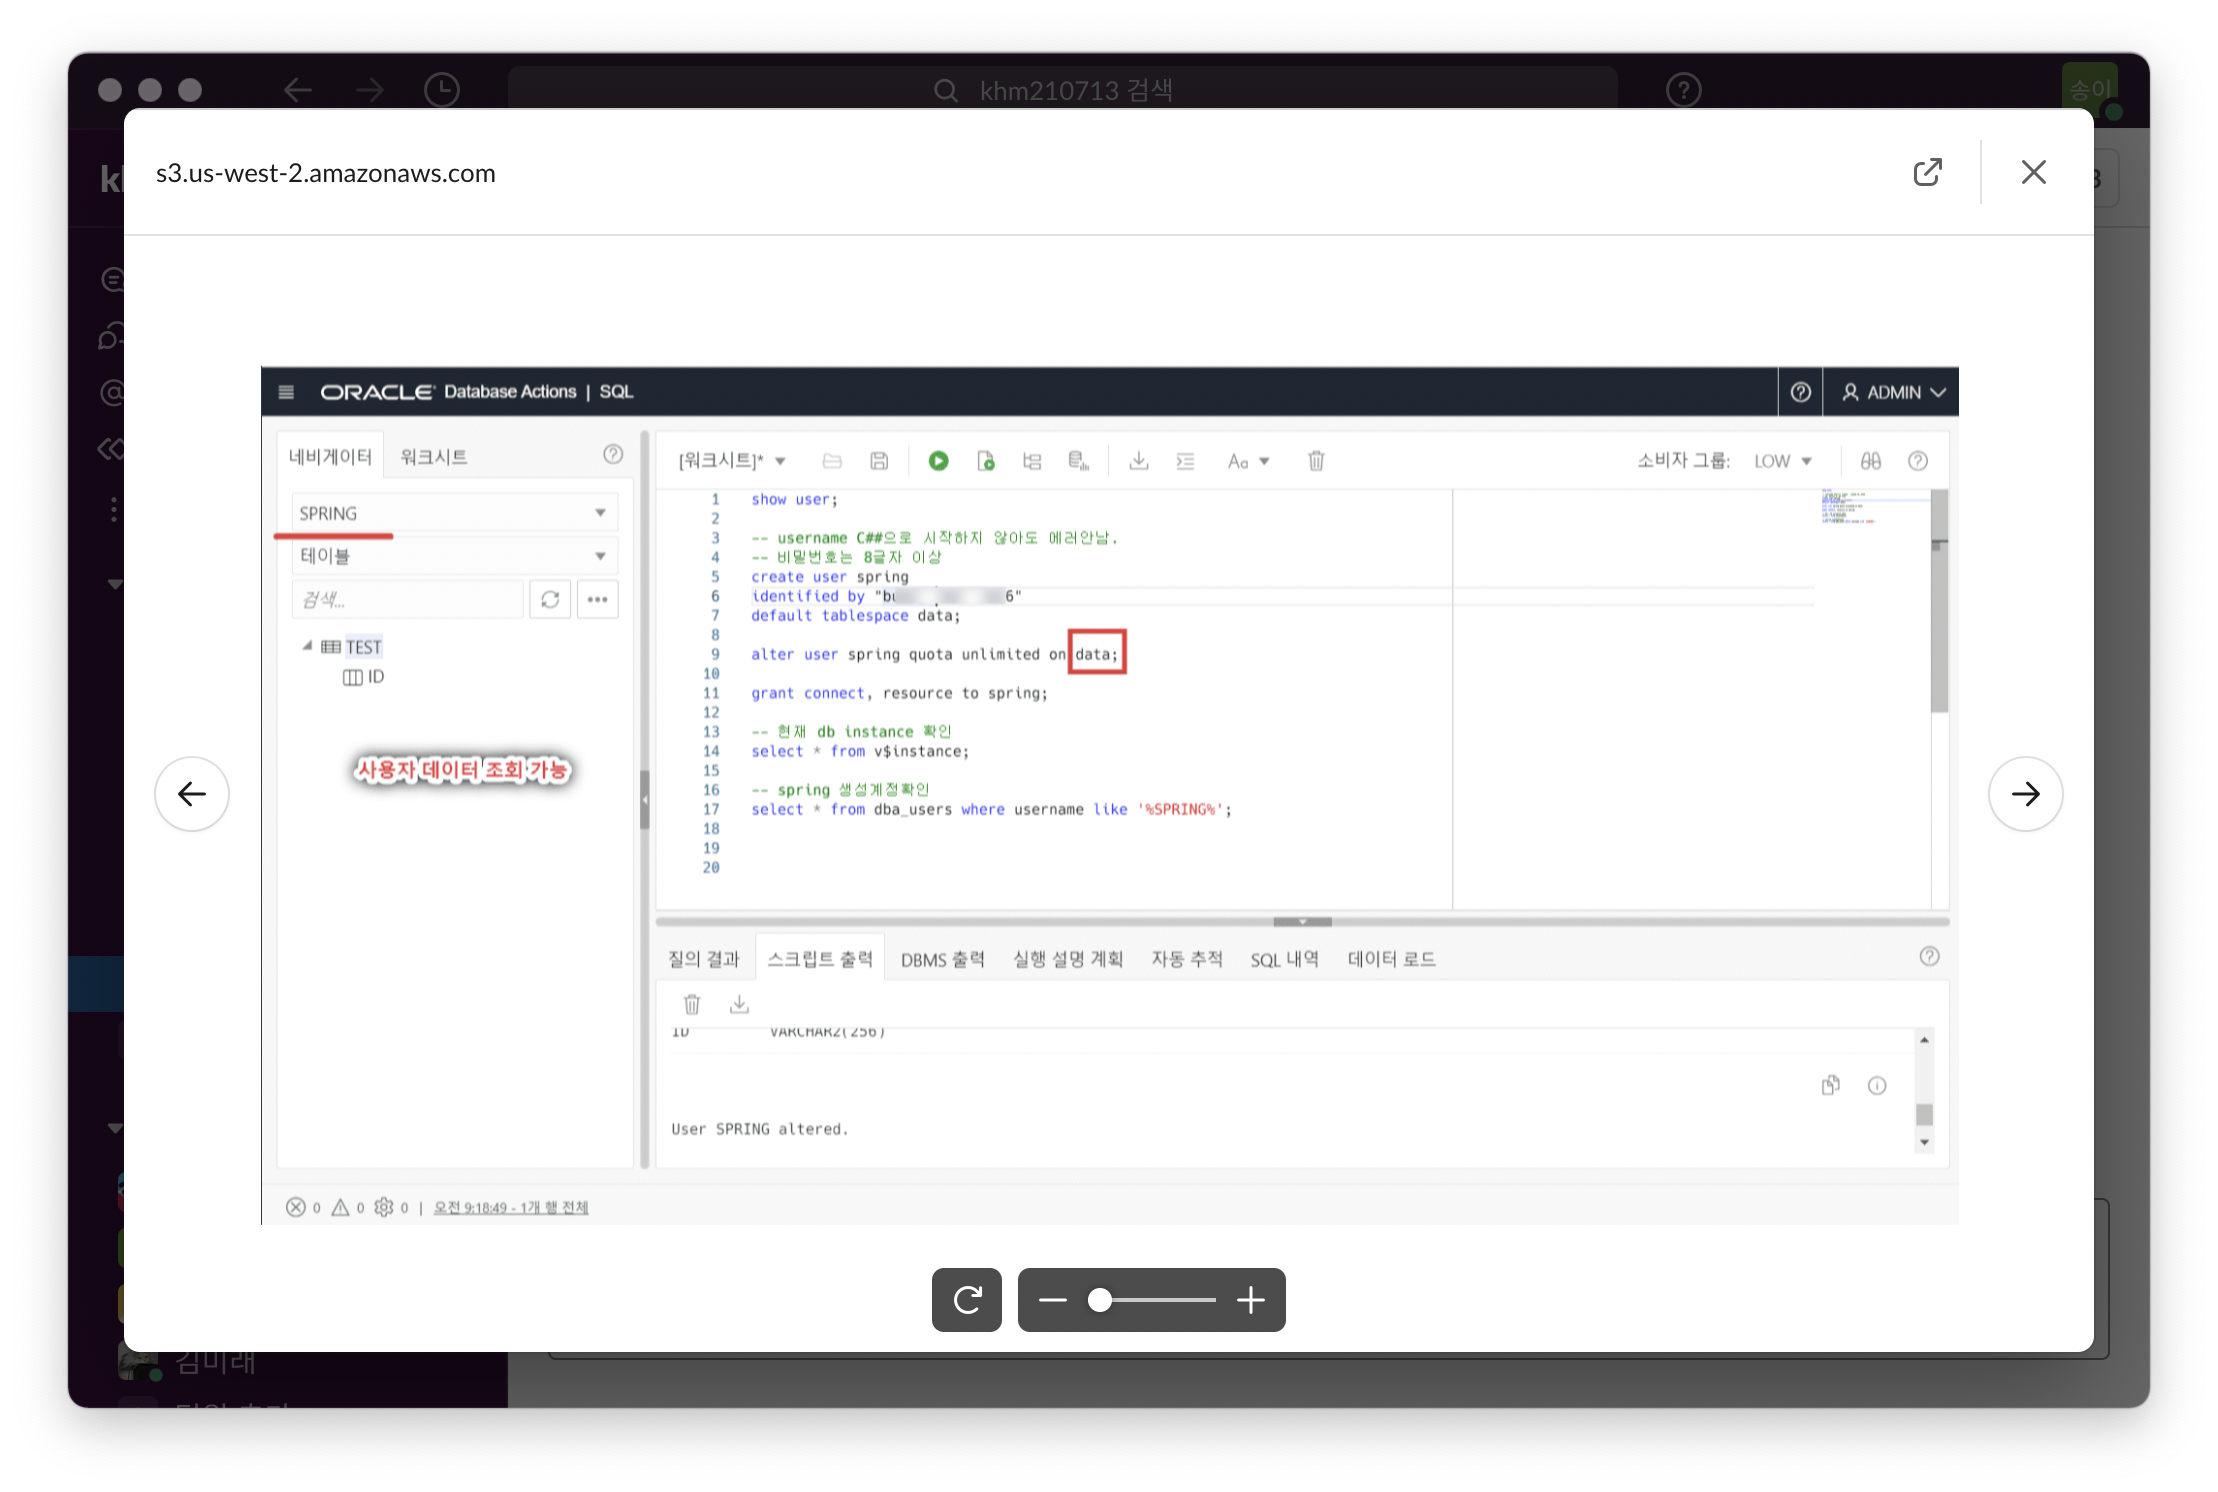 khm210713 검색
송이
s3.us-west-2.amazonaws.com
ORACLE Database Actions | SQL
ADMIN
네비게이터
워크시트
SPRING
테이블
검색...
TEST
ID
사용자 데이터 조회 가능
[워크시트]*
Aa
소비자 그룹:
LOW
1 show user;
2
3 -- username C##으로 시작하지 않아도 에러안남.
4 -- 비밀번호는 8글자 이상
5 create user spring
6 identified by "b 6"
7 default tablespace data;
8
9 alter user spring quota unlimited on data;
10
11 grant connect, resource to spring;
12
13 -- 현재 db instance 확인
14 select * from v$instance;
15
16 -- spring 생성계정확인
17 select * from dba_users where username like '%SPRING%';
18
19
20
질의 결과 스크립트 출력 DBMS 출력 실행 설명 계획 자동 추적 SQL 내역 데이터 로드
ID VARCHAR2(256)
User SPRING altered.
0 0 0 | 오전 9:18:49 - 1개 행 전체
김미래